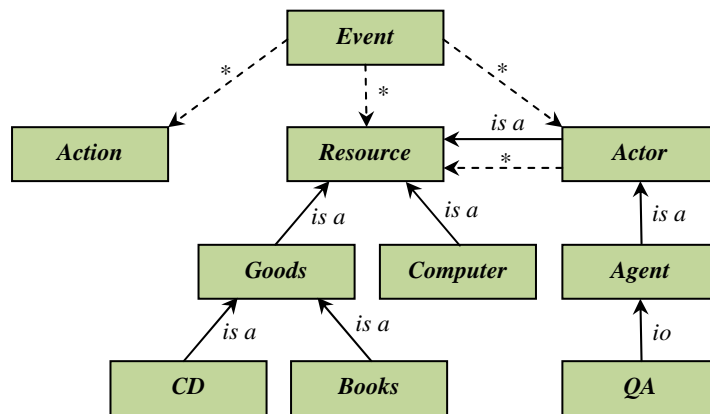 Event
* * *
Action Resource is a Actor
*
is a is a is a
Goods Computer Agent
is a is a io
CD Books QA